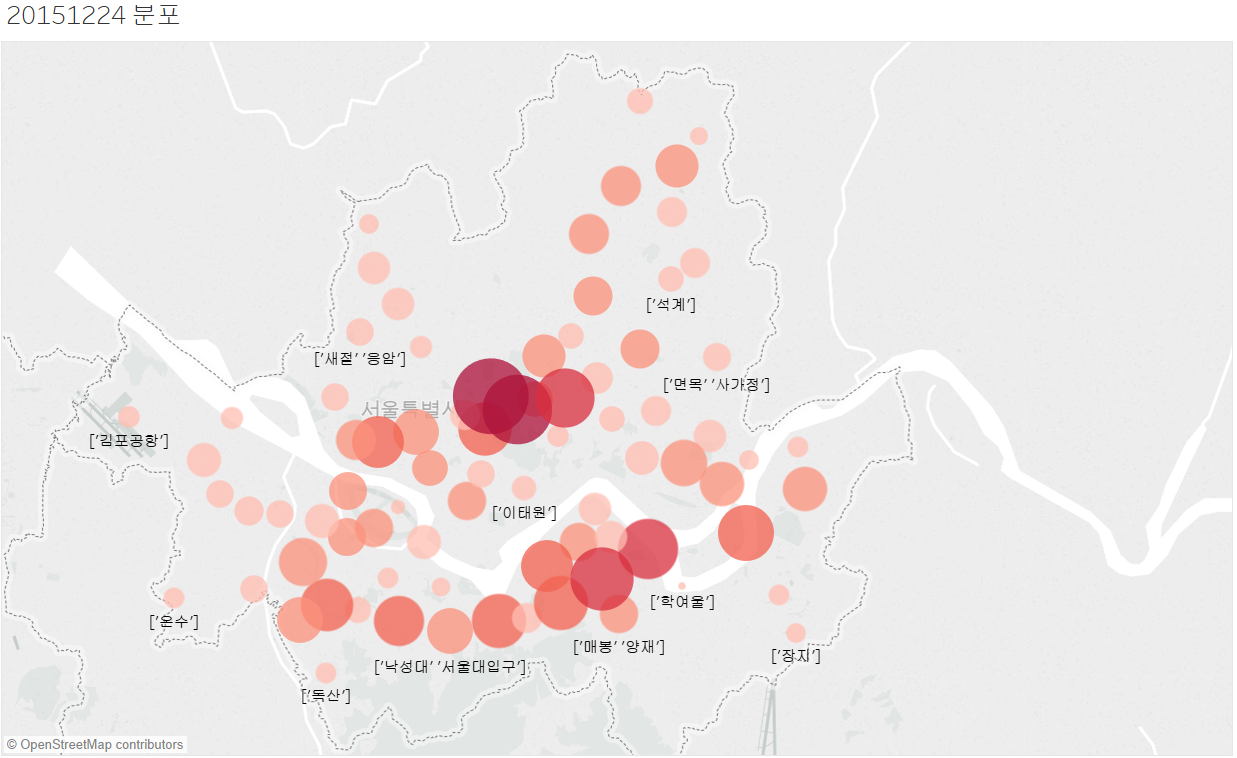 20151224 분포
['석계']
['새절' '응암']
['면목' '사가정']
서울특별시
['김포공항']
['이태원']
['학여울']
['온수']
['매봉' '양재']
['장지']
['낙성대' '서울대입구']
['독산']
© OpenStreetMap contributors